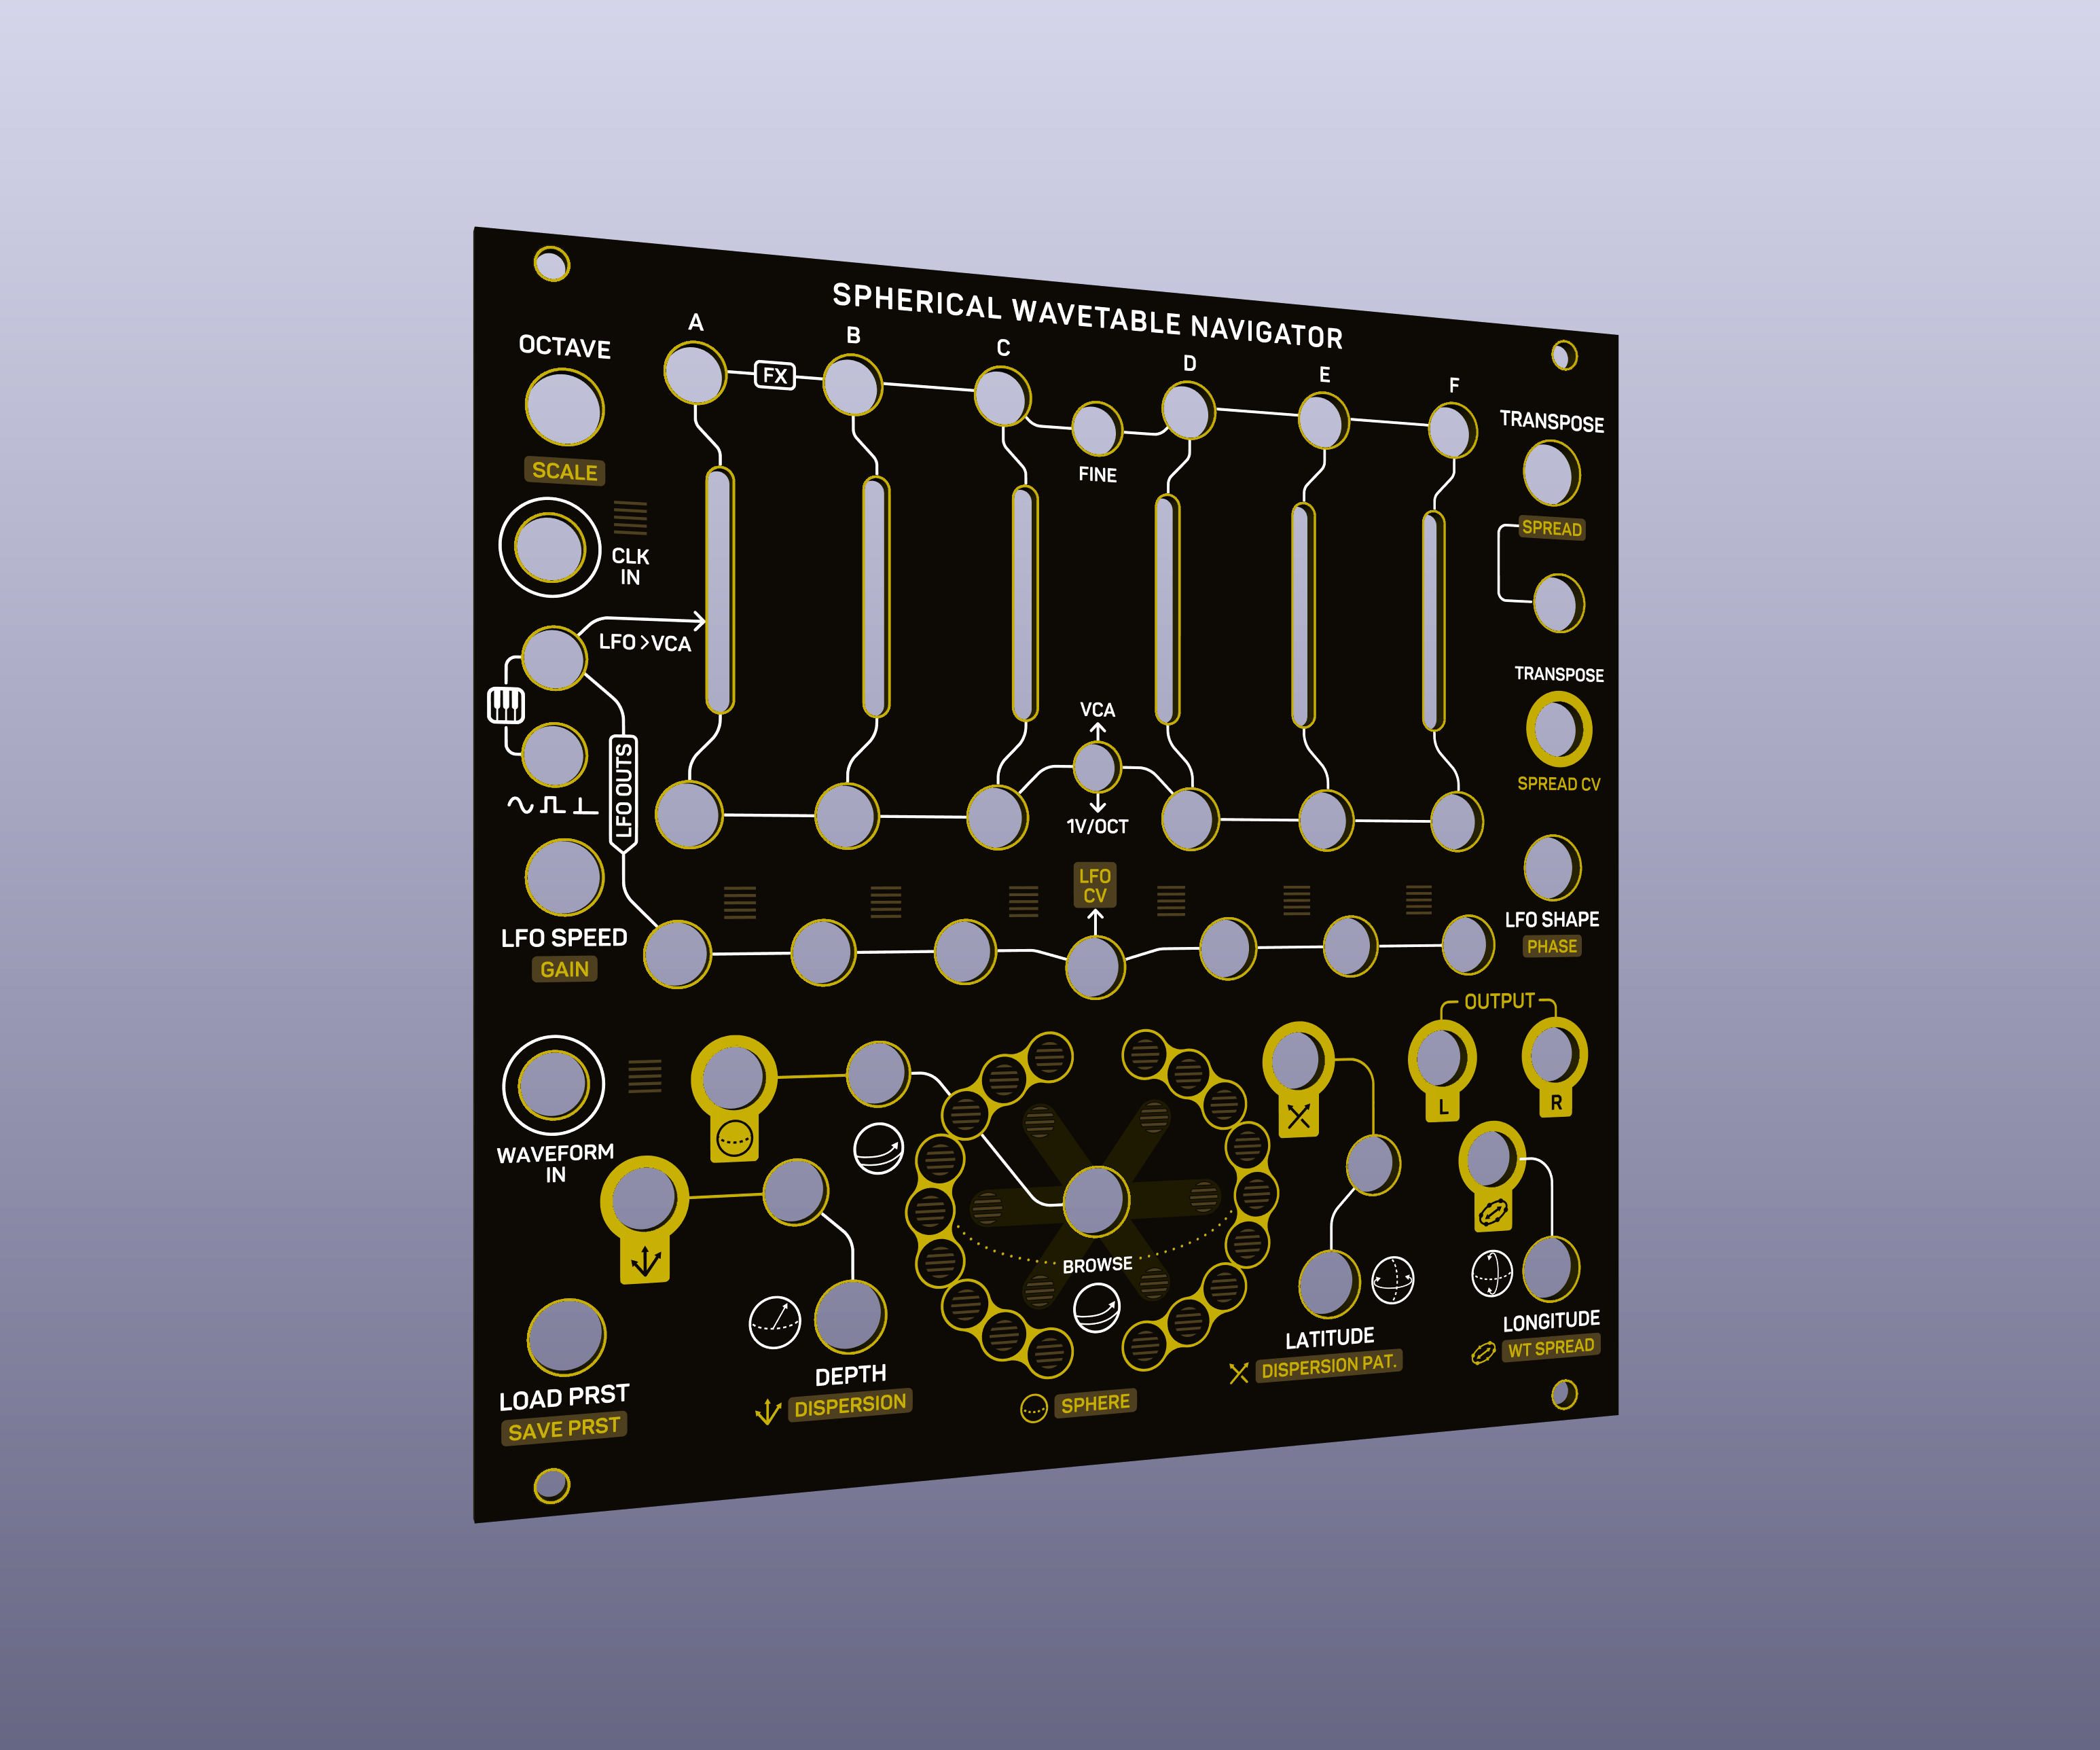 SPHERICAL WAVETABLE NAVIGATOR
A
B
C
D
E
F
OCTAVE
SCALE
FX
FINE
TRANSPOSE
SPREAD
CLK
IN
LFO>VCA
LFO OUTS
TRANSPOSE
SPREAD CV
VCA
1V/OCT
LFO
CV
LFO SPEED
GAIN
LFO SHAPE
PHASE
OUTPUT
L
R
WAVEFORM
IN
BROWSE
LOAD PRST
SAVE PRST
DEPTH
DISPERSION
SPHERE
LATITUDE
DISPERSION PAT.
LONGITUDE
WT SPREAD